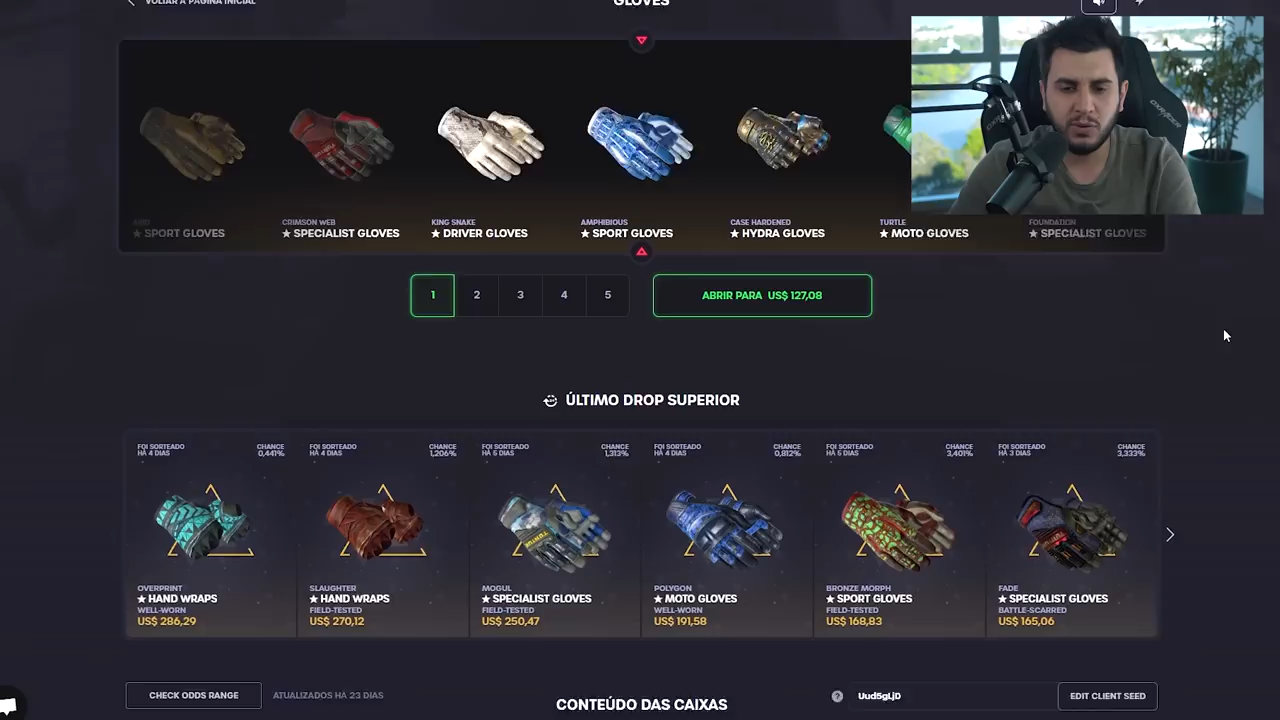 VOLTAR À PÁGINA INICIAL
GLOVES
ARID
★ SPORT GLOVES
CRIMSON WEB
★ SPECIALIST GLOVES
KING SNAKE
★ DRIVER GLOVES
AMPHIBIOUS
★ SPORT GLOVES
CASE HARDENED
★ HYDRA GLOVES
TURTLE
★ MOTO GLOVES
FOUNDATION
★ SPECIALIST GLOVES
1 2 3 4 5
ABRIR PARA US$ 127,08
ÚLTIMO DROP SUPERIOR
FOI SORTEADO
HÁ 4 DIAS
CHANCE
0,441%
OVERPRINT
★ HAND WRAPS
WELL-WORN
US$ 286,29
FOI SORTEADO
HÁ 4 DIAS
CHANCE
1,206%
SLAUGHTER
★ HAND WRAPS
FIELD-TESTED
US$ 270,12
FOI SORTEADO
HÁ 5 DIAS
CHANCE
1,313%
MOGUL
★ SPECIALIST GLOVES
FIELD-TESTED
US$ 250,47
FOI SORTEADO
HÁ 4 DIAS
CHANCE
0,812%
POLYGON
★ MOTO GLOVES
WELL-WORN
US$ 191,58
FOI SORTEADO
HÁ 5 DIAS
CHANCE
3,401%
BRONZE MORPH
★ SPORT GLOVES
FIELD-TESTED
US$ 168,83
FOI SORTEADO
HÁ 3 DIAS
CHANCE
3,333%
FADE
★ SPECIALIST GLOVES
BATTLE-SCARRED
US$ 165,06
CHECK ODDS RANGE
ATUALIZADOS HÁ 23 DIAS
CONTEÚDO DAS CAIXAS
?
Uud5gLjD
EDIT CLIENT SEED